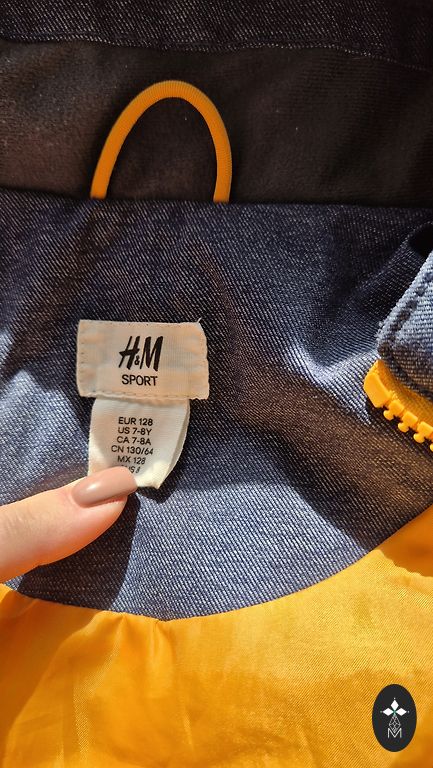 H&M
SPORT
EUR 128
US 7-8Y
CA 7-8A
CN 130/64
MX 128